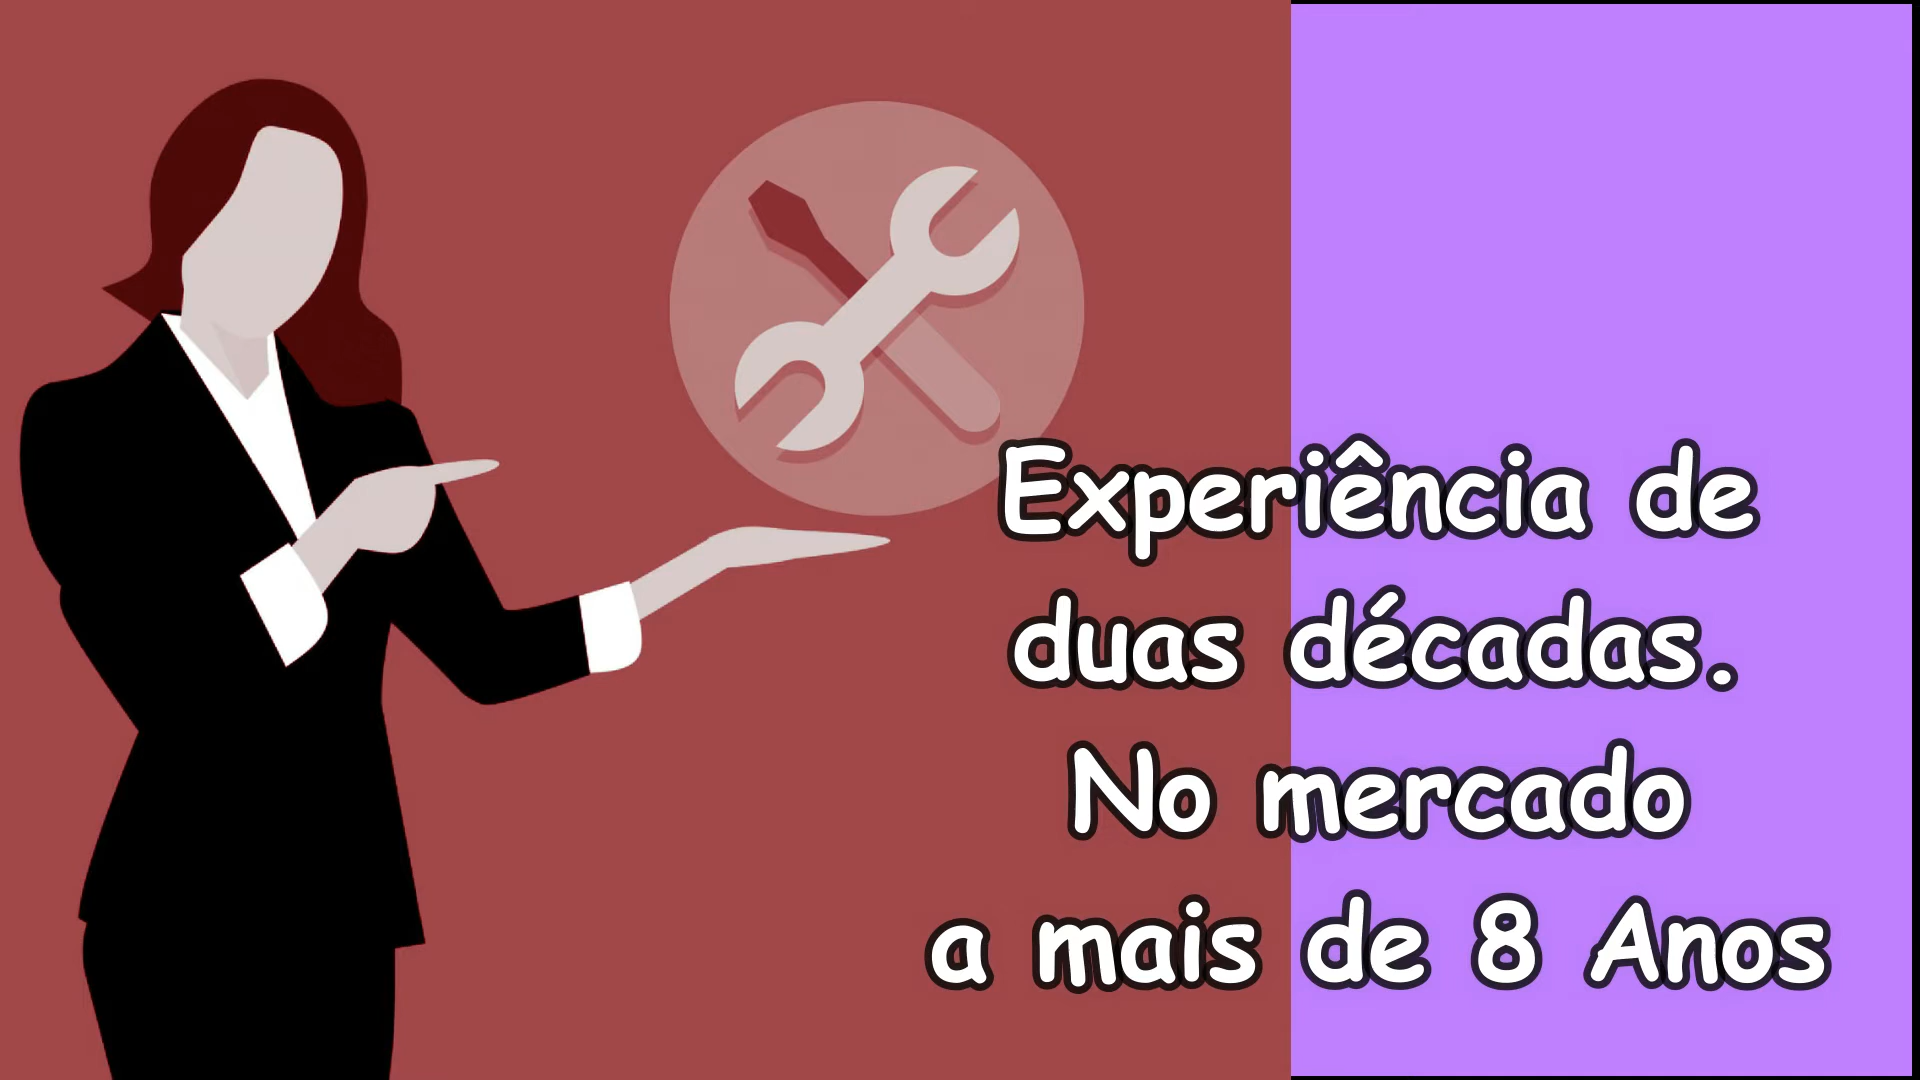 Experiência de
duas décadas.
No mercado
a mais de 8 Anos